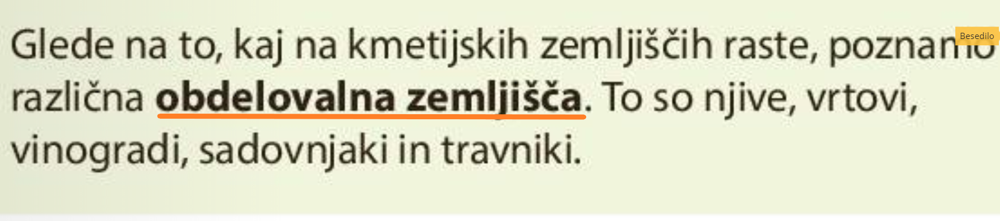 Glede na to, kaj na kmetijskih zemljiščih raste, poznamo
Besedilo
različna obdelovalna zemljišča. To so njive, vrtovi,
vinogradi, sadovnjaki in travniki.